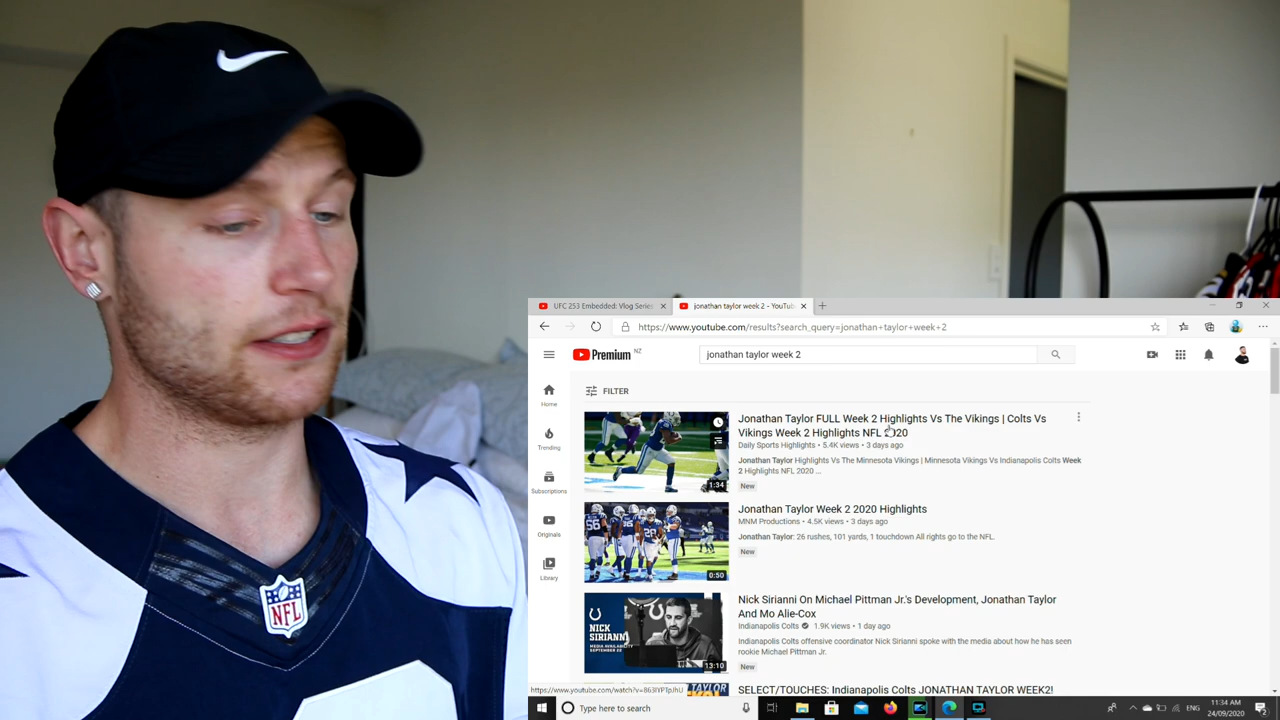 NFL
UFC 253 Embedded: Vlog Series
jonathan taylor week 2 - YouTub
https://www.youtube.com/results?search_query=jonathan+taylor+week+2
Premium NZ
jonathan taylor week 2
FILTER
Home
Trending
Subscriptions
Originals
Library
Jonathan Taylor FULL Week 2 Highlights Vs The Vikings | Colts Vs
Vikings Week 2 Highlights NFL 2020
Daily Sports Highlights • 5.4K views • 3 days ago
Jonathan Taylor Highlights Vs The Minnesota Vikings | Minnesota Vikings Vs Indianapolis Colts Week
2 Highlights NFL 2020 ...
New
1:34
Jonathan Taylor Week 2 2020 Highlights
MNM Productions • 4.5K views • 3 days ago
Jonathan Taylor: 26 rushes, 101 yards, 1 touchdown All rights go to the NFL.
New
0:50
Nick Sirianni On Michael Pittman Jr.'s Development, Jonathan Taylor
And Mo Alie-Cox
Indianapolis Colts 1.9K views • 1 day ago
Indianapolis Colts offensive coordinator Nick Sirianni spoke with the media about how he has seen
rookie Michael Pittman Jr.
New
NICK
SIRIANNI
MEDIA AVAILABILITY
13:10
SELECT/TOUCHES: Indianapolis Colts JONATHAN TAYLOR WEEK2!
TAYLOR
Type here to search
ENG
11:34 AM
24/09/2020